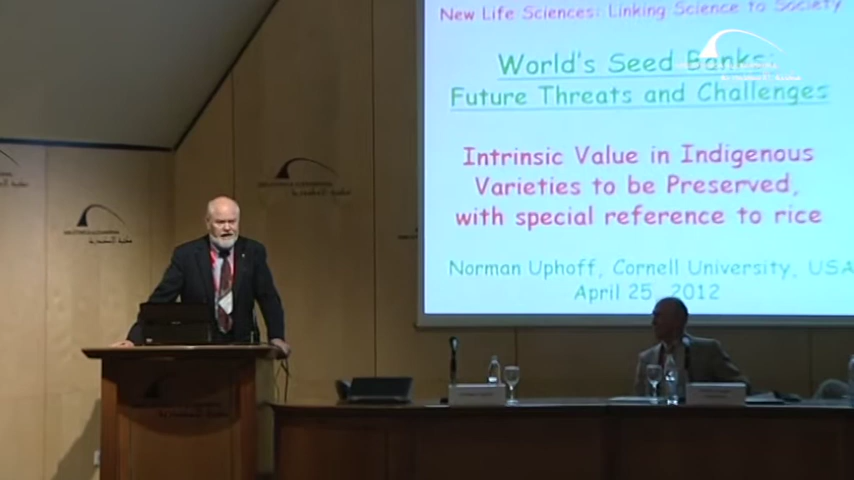 New Life Sciences: Linking Science to Society
World's Seed Banks:
Future Threats and Challenges
Intrinsic Value in Indigenous
Varieties to be Preserved,
with special reference to rice
Norman Uphoff, Cornell University, USA
April 25, 2012